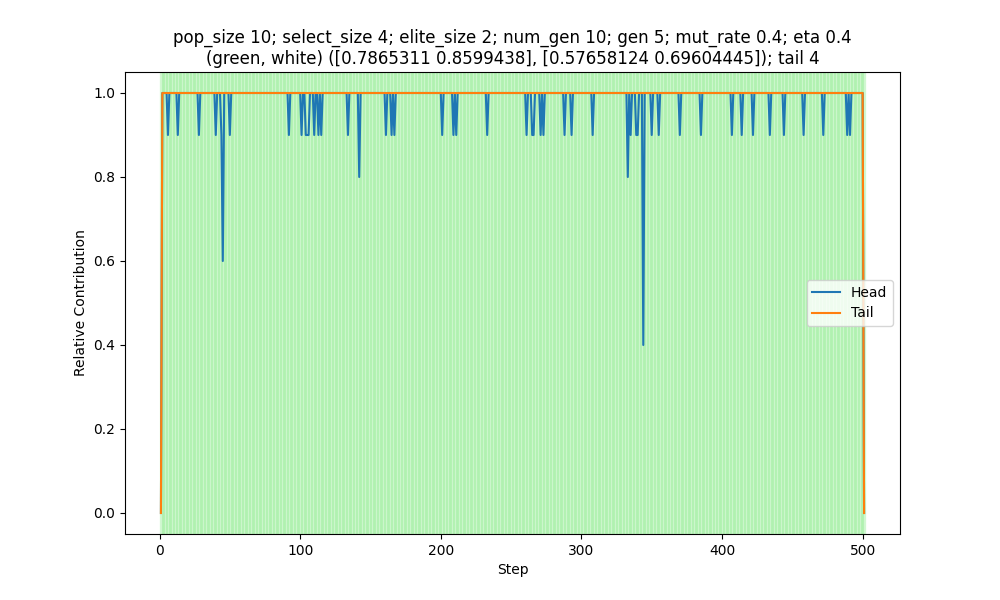 pop_size 10; select_size 4; elite_size 2; num_gen 10; gen 5; mut_rate 0.4; eta 0.4
(green, white) ([0.7865311 0.8599438], [0.57658124 0.69604445]); tail 4
1.0
0.8
0.6
0.4
0.2
0.0
Relative Contribution
Head
Tail
0 100 200 300 400 500
Step